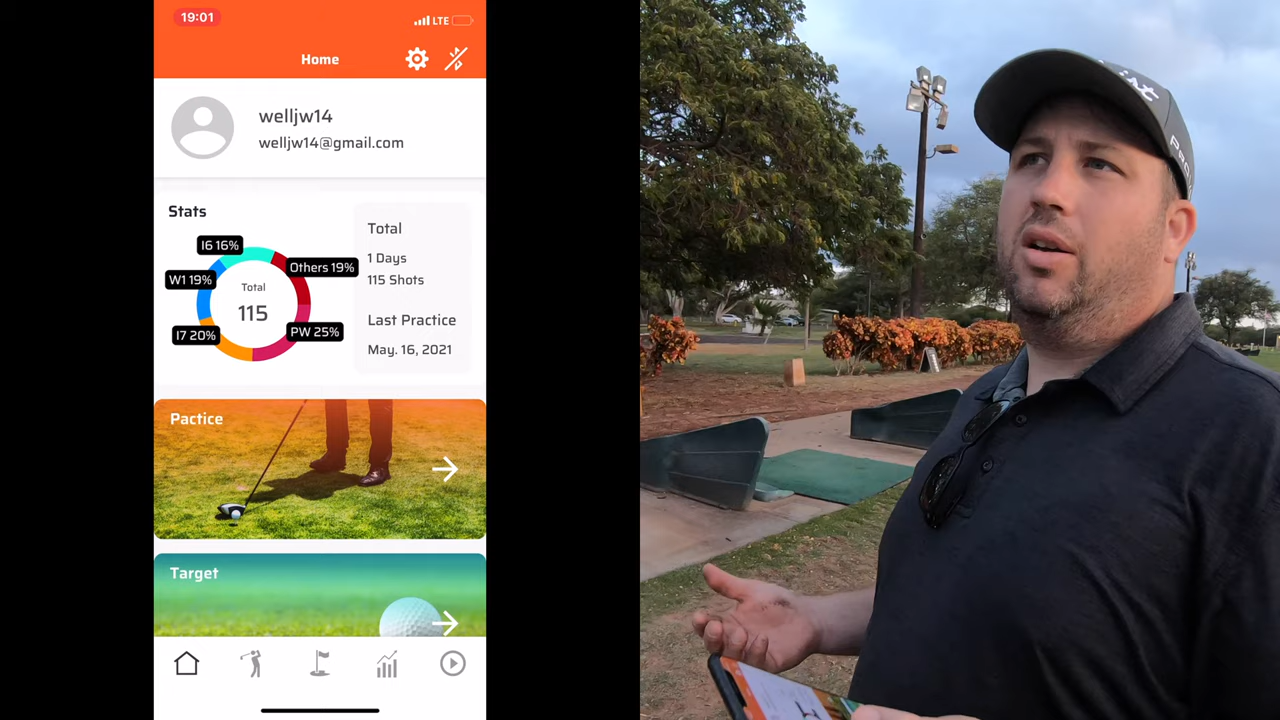 19:01
LTE
Home
welljw14
welljw14@gmail.com
Stats
I6 16%
Others 19%
W1 19%
Total
115
I7 20%
PW 25%
Total
1 Days
115 Shots
Last Practice
May. 16, 2021
Pactice
Target